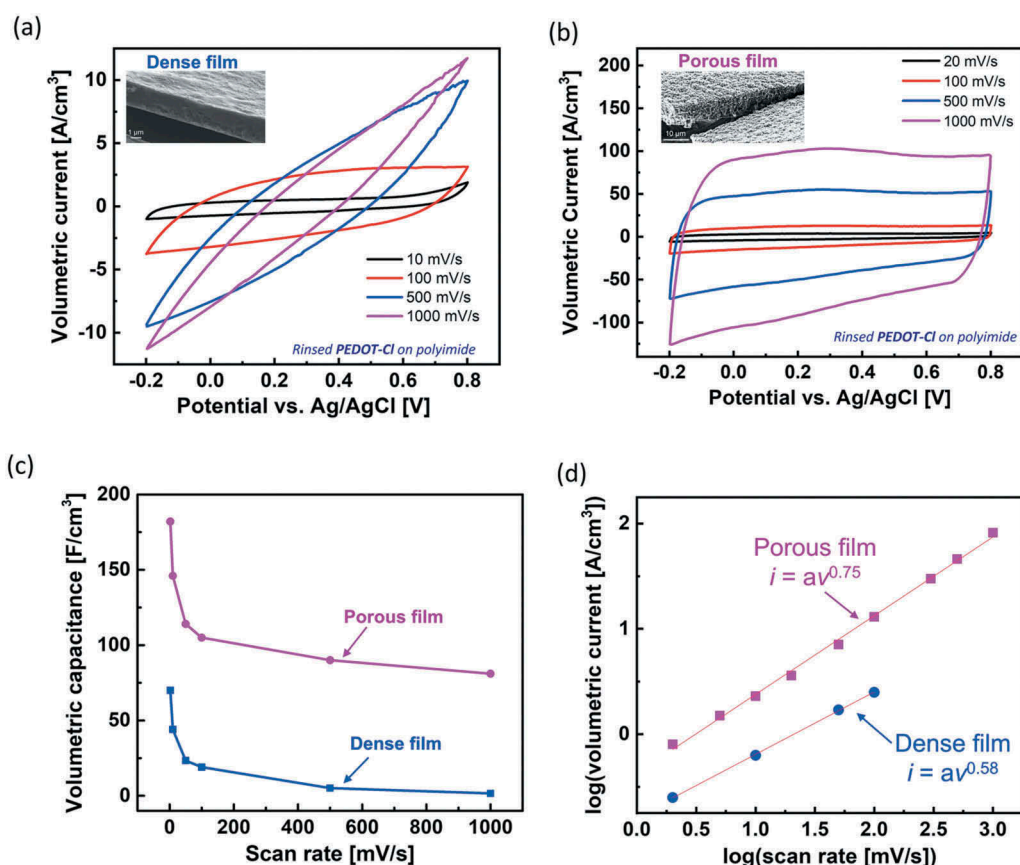 (a)
Volumetric current [A/cm³]
10
5
0
-5
-10
Dense film
1 µm
10 mV/s
100 mV/s
500 mV/s
1000 mV/s
Rinsed PEDOT-Cl on polyimide
-0.2 0.0 0.2 0.4 0.6 0.8
Potential vs. Ag/AgCl [V]
(b)
Volumetric Current [A/cm³]
200
150
100
50
0
-50
-100
Porous film
10 µm
20 mV/s
100 mV/s
500 mV/s
1000 mV/s
Rinsed PEDOT-Cl on polyimide
-0.2 0.0 0.2 0.4 0.6 0.8
Potential vs. Ag/AgCl [V]
(c)
Volumetric capacitance [F/cm³]
200
175
150
125
100
75
50
25
0
Porous film
Dense film
0 200 400 600 800 1000
Scan rate [mV/s]
(d)
log(volumetric current [A/cm³])
2
1
0
Porous film
i = av^0.75
Dense film
i = av^0.58
0.0 0.5 1.0 1.5 2.0 2.5 3.0
log(scan rate [mV/s])